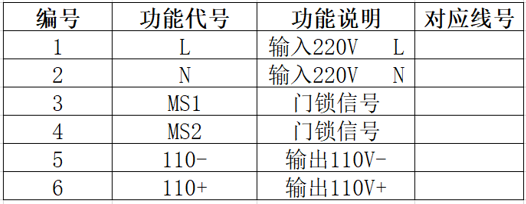 编号 功能代号 功能说明 对应线号
1 L 输入220V L
2 N 输入220V N
3 MS1 门锁信号
4 MS2 门锁信号
5 110- 输出110V-
6 110+ 输出110V+